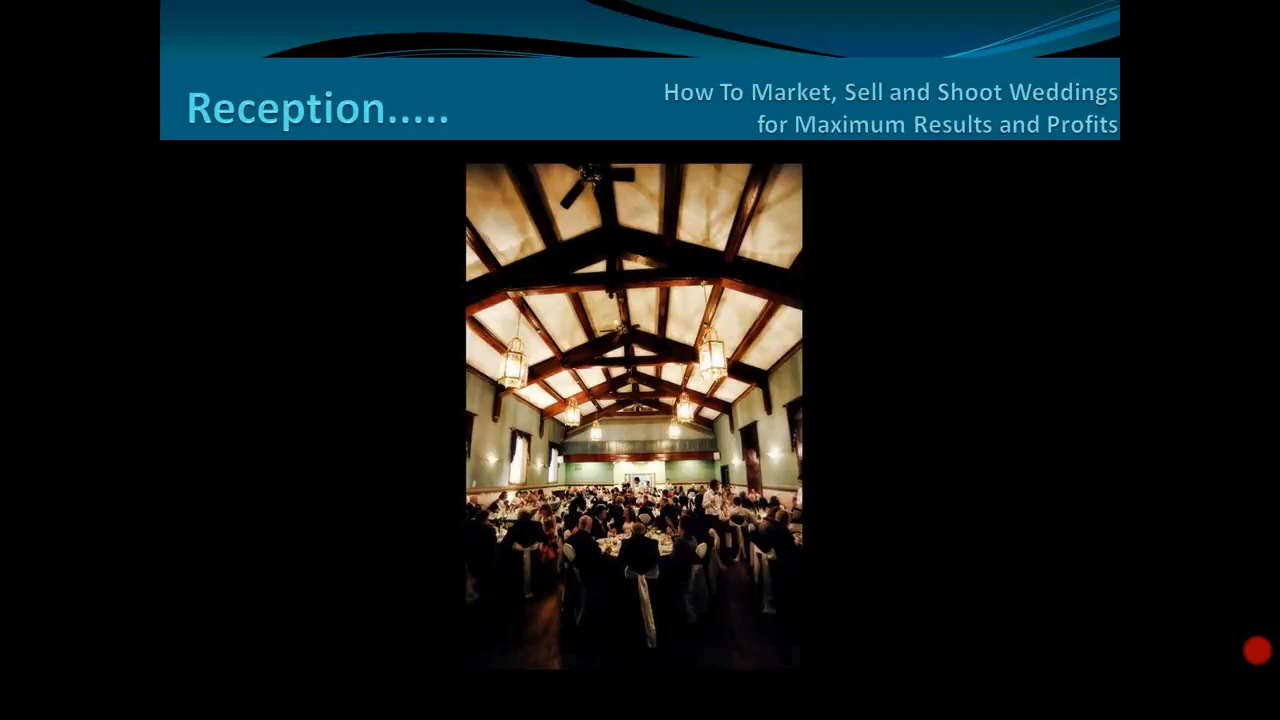 Reception.....
How To Market, Sell and Shoot Weddings
for Maximum Results and Profits